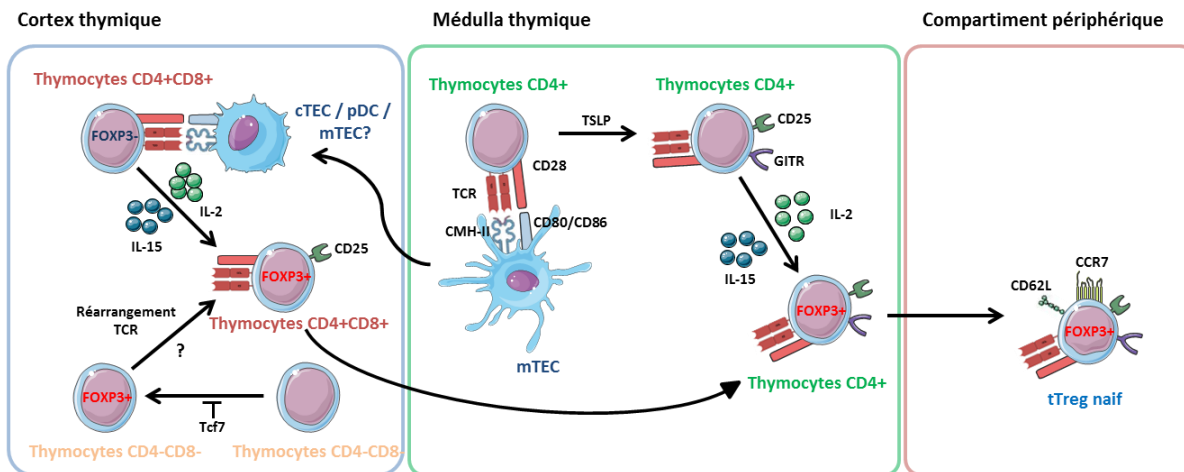 Cortex thymique
Médulla thymique
Compartiment périphérique
Thymocytes CD4+CD8+
FOXP3-
cTEC / pDC /
mTEC?
IL-2
IL-15
CD25
FOXP3+
Réarrangement
TCR
?
Thymocytes CD4+CD8+
FOXP3+
Tcf7
Thymocytes CD4-CD8-
Thymocytes CD4-CD8-
Thymocytes CD4+
TSLP
Thymocytes CD4+
CD25
GITR
CD28
TCR
CMH-II
CD80/CD86
mTEC
IL-2
IL-15
FOXP3+
Thymocytes CD4+
CCR7
CD62L
FOXP3+
tTreg naif